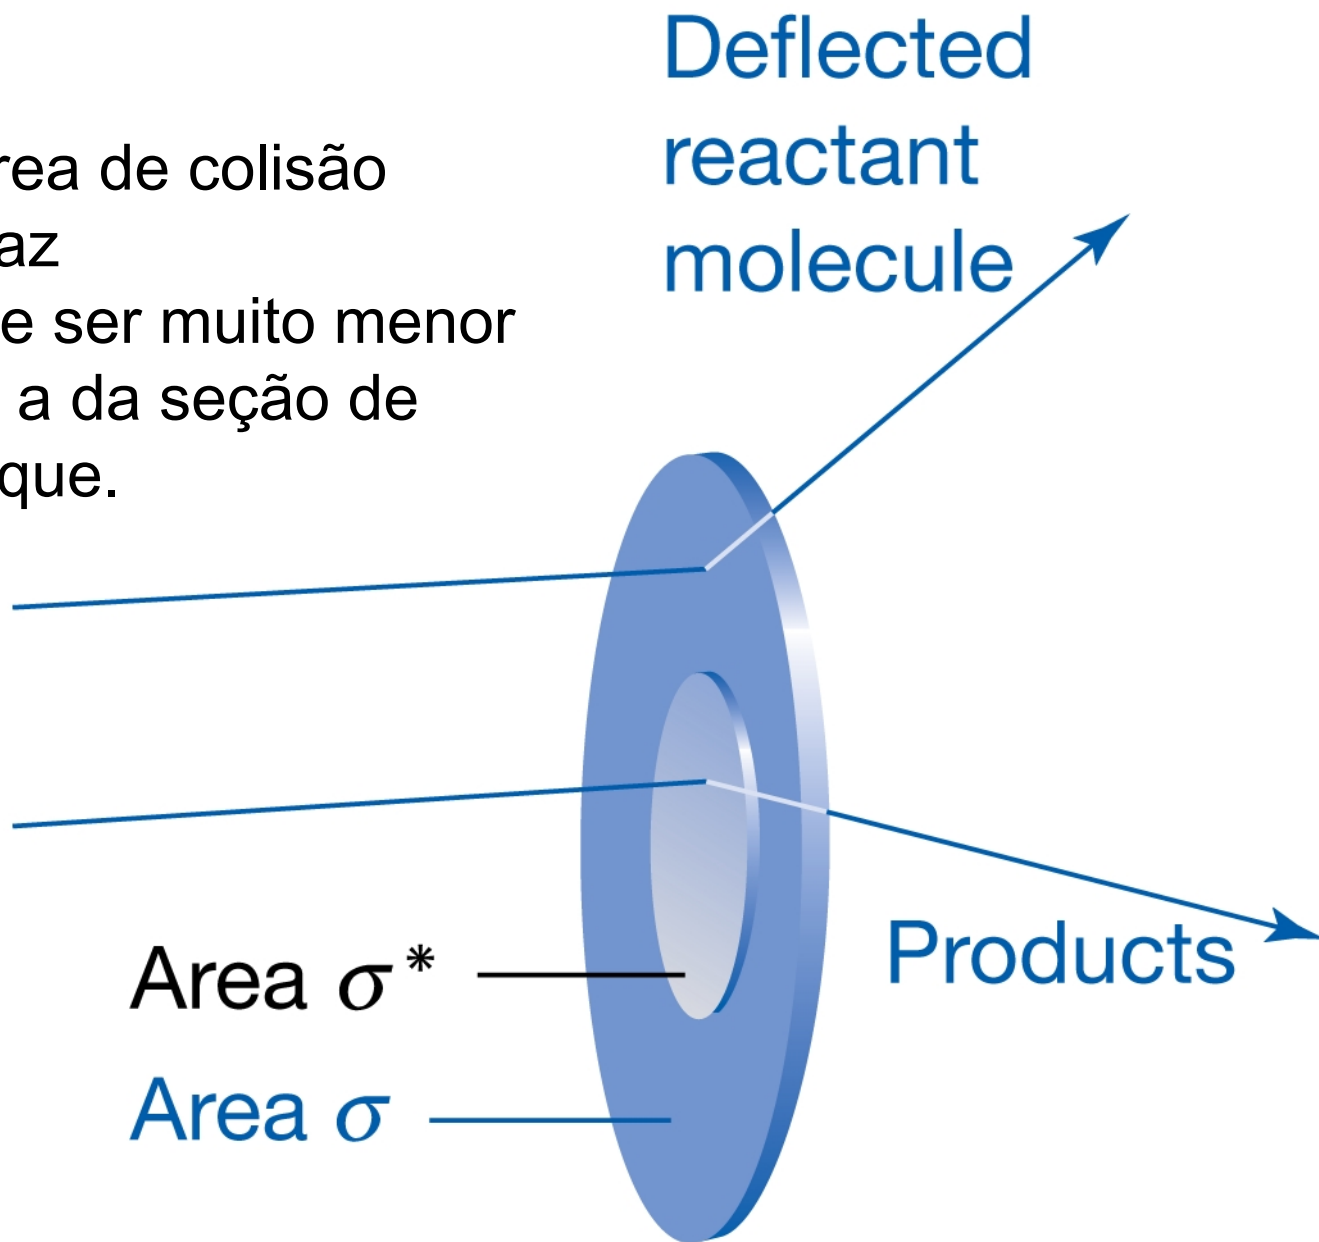 rea de colisão
az
e ser muito menor
a da seção de
que.
Deflected
reactant
molecule
Products
Area σ*
Area σ